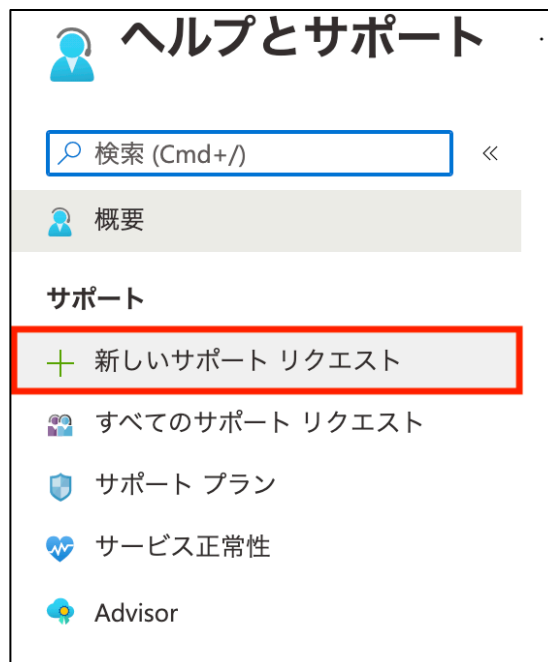 ヘルプとサポート
検索 (Cmd+/)
概要
サポート
新しいサポート リクエスト
すべてのサポート リクエスト
サポート プラン
サービス正常性
Advisor